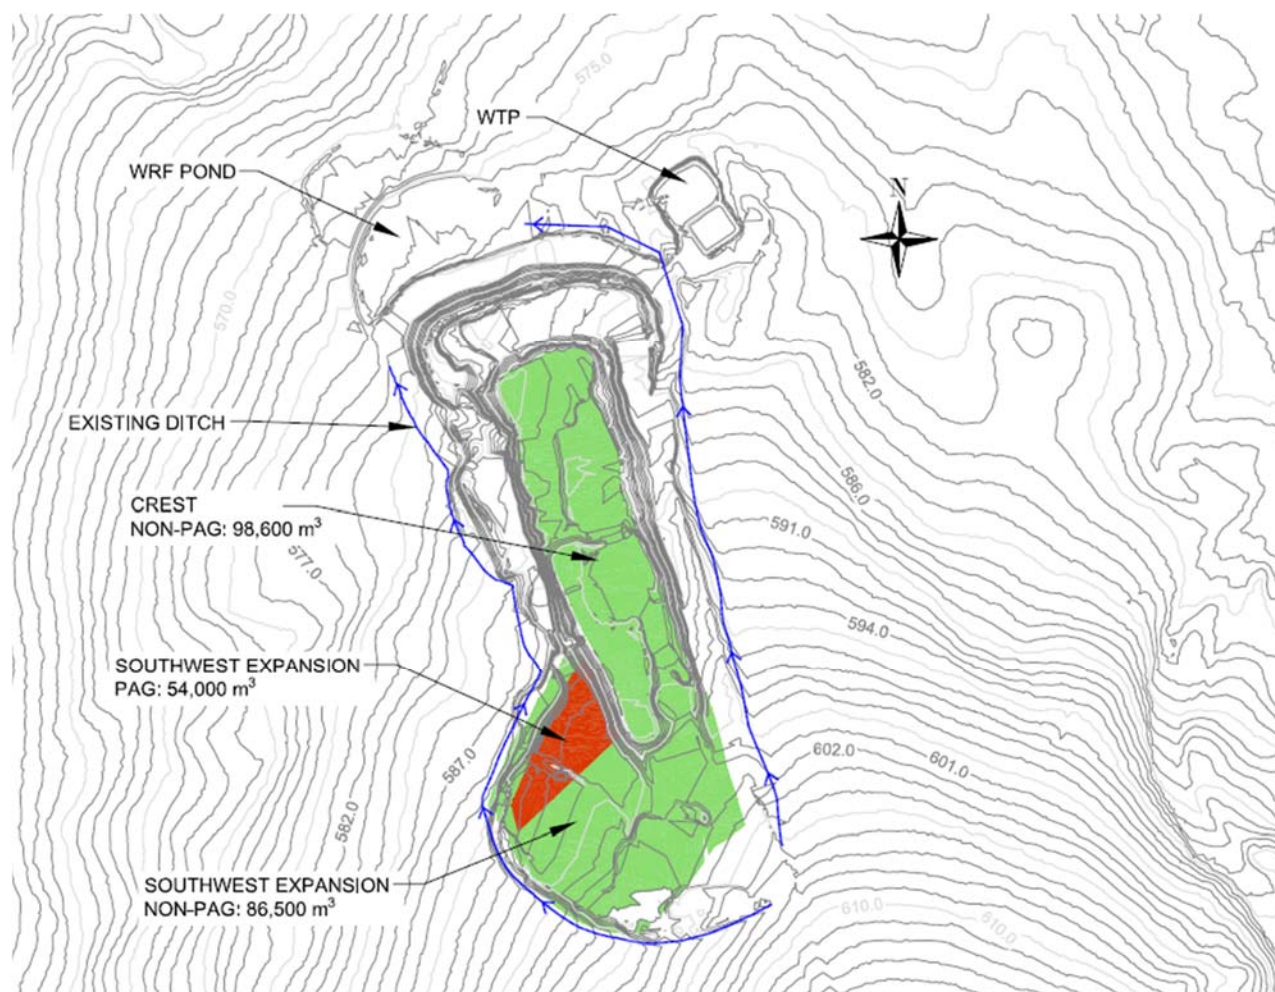 575.0
WTP
WRF POND
N
570.0
582.0
EXISTING DITCH
586.0
CREST
NON-PAG: 98,600 m³
591.0
577.0
594.0
SOUTHWEST EXPANSION
PAG: 54,000 m³
602.0
601.0
587.0
582.0
SOUTHWEST EXPANSION
NON-PAG: 86,500 m³
610.0
610.0